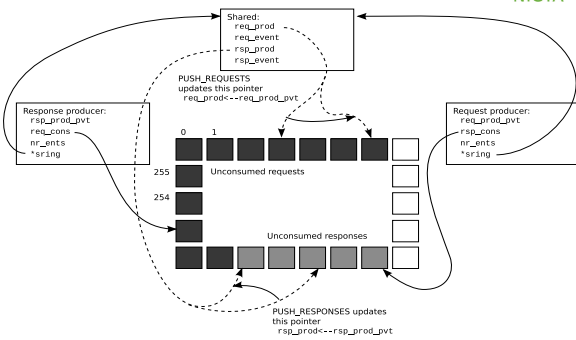 Shared:
req_prod
req_event
rsp_prod
rsp_event
PUSH_REQUESTS
updates this pointer
req_prod<--req_prod_pvt
Response producer:
rsp_prod_pvt
req_cons
nr_ents
*sring
Request producer:
req_prod_pvt
rsp_cons
nr_ents
*sring
0 1
255
254
Unconsumed requests
Unconsumed responses
PUSH_RESPONSES updates
this pointer
rsp_prod<--rsp_prod_pvt